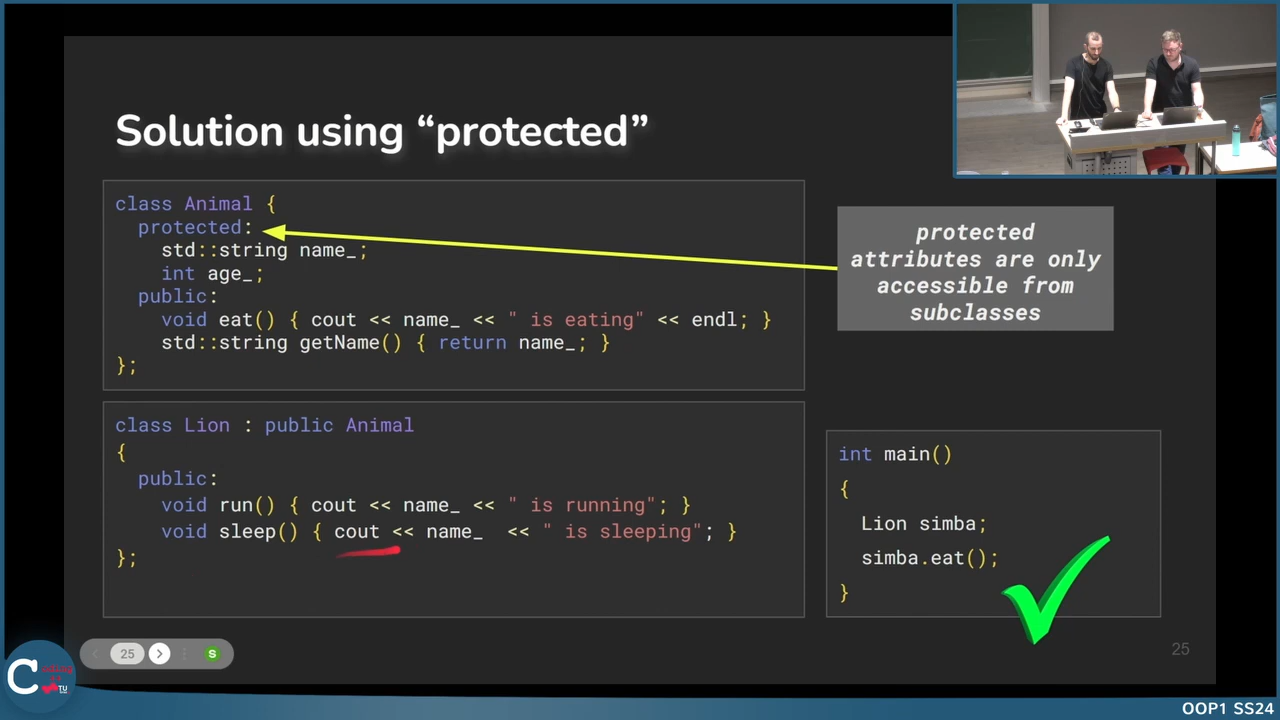 Solution using “protected”
class Animal {
protected:
std::string name_;
int age_;
public:
void eat() { cout << name_ << " is eating" << endl; }
std::string getName() { return name_; }
};
protected
attributes are only
accessible from
subclasses
class Lion : public Animal
{
public:
void run() { cout << name_ << " is running"; }
void sleep() { cout << name_ << " is sleeping"; }
};
int main()
{
Lion simba;
simba.eat();
}
25
S
25
C
TU
OOP1 SS24